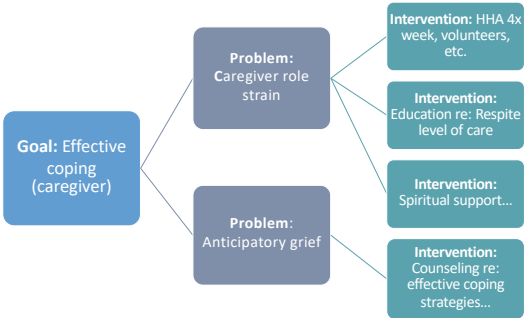 Goal: Effective
coping
(caregiver)
Problem:
Caregiver role
strain
Problem:
Anticipatory grief
Intervention: HHA 4x
week, volunteers,
etc.
Intervention:
Education re: Respite
level of care
Intervention:
Spiritual support...
Intervention:
Counseling re:
effective coping
strategies...